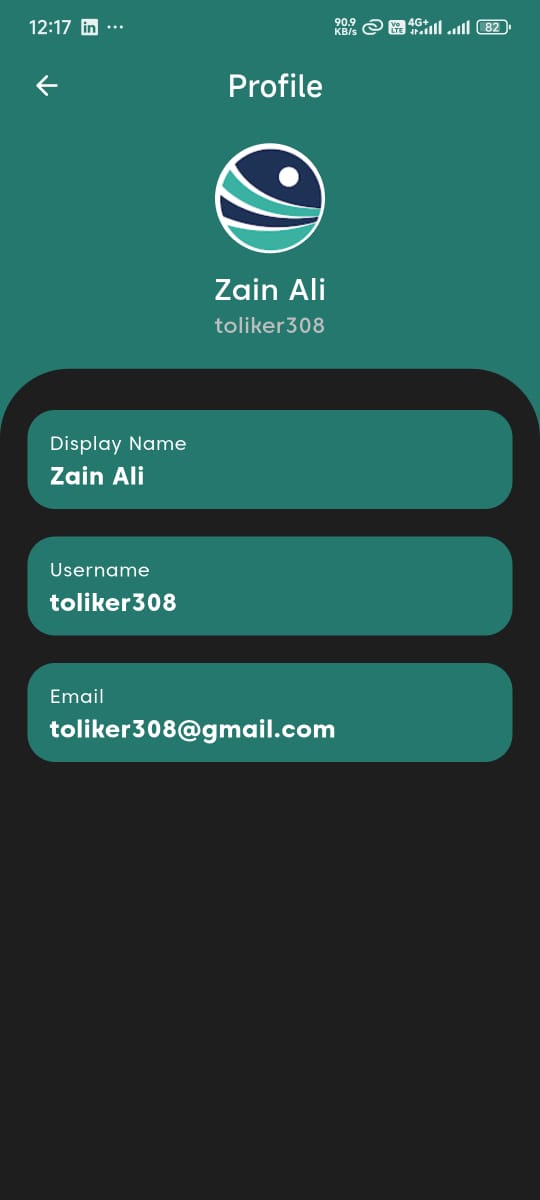 12:17 in ...
90.9 KB/s Vo LTE 4G+ 82
Profile
Zain Ali
toliker308
Display Name
Zain Ali
Username
toliker308
Email
toliker308@gmail.com